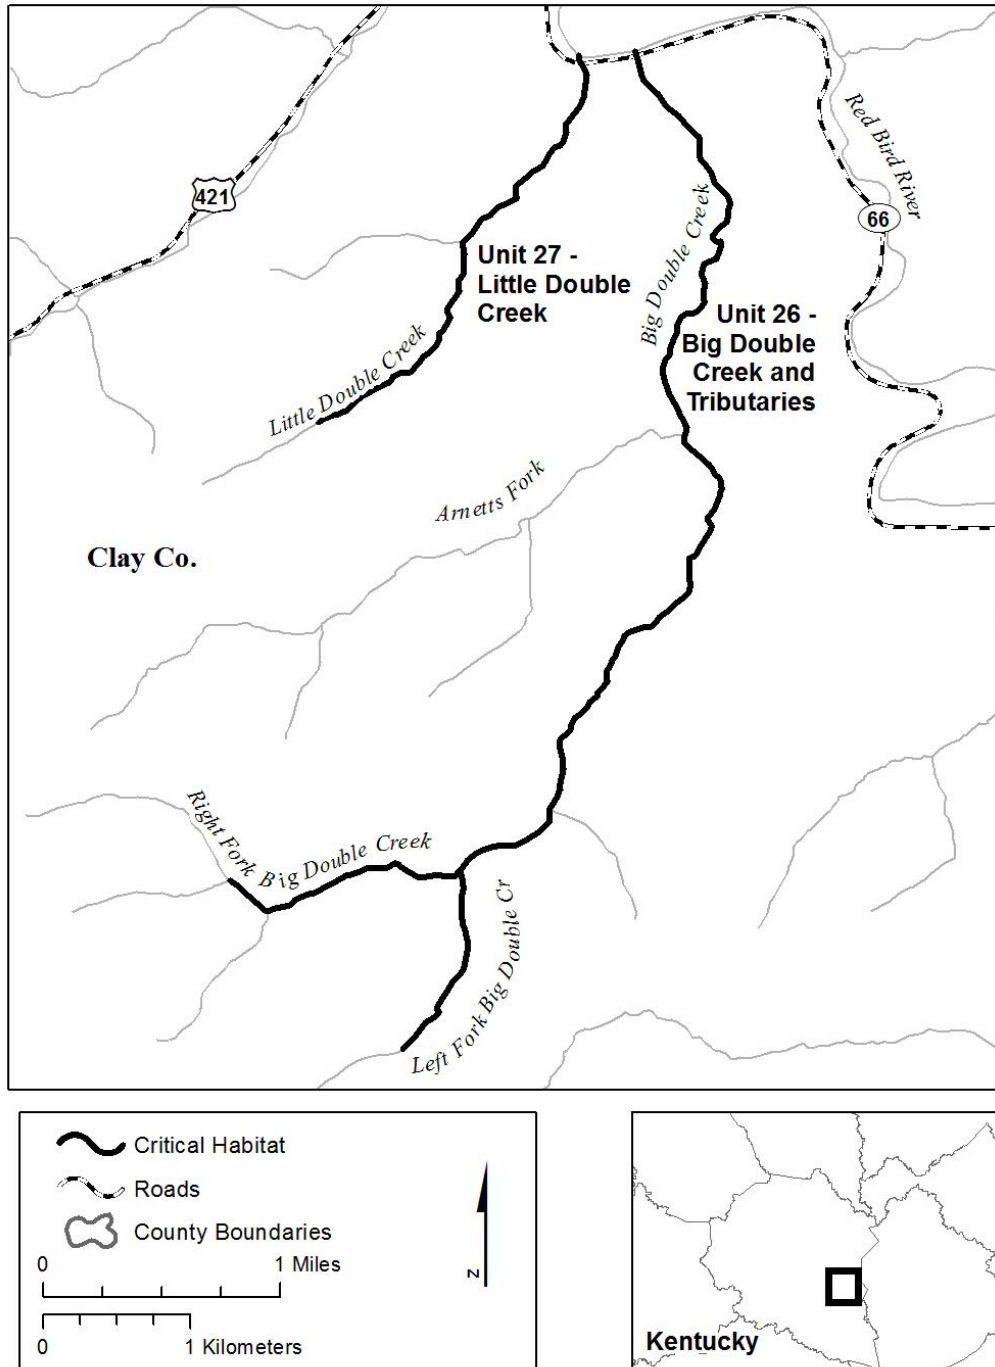 Red Bird River
421
66
Big Double Creek
Unit 27 -
Little Double
Creek
Unit 26 -
Big Double
Creek and
Tributaries
Little Double Creek
Arnetts Fork
Clay Co.
Right Fork Big Double Creek
Left Fork Big Double Cr
Critical Habitat
Roads
County Boundaries
0 1 Miles
0 1 Kilometers
N
Kentucky